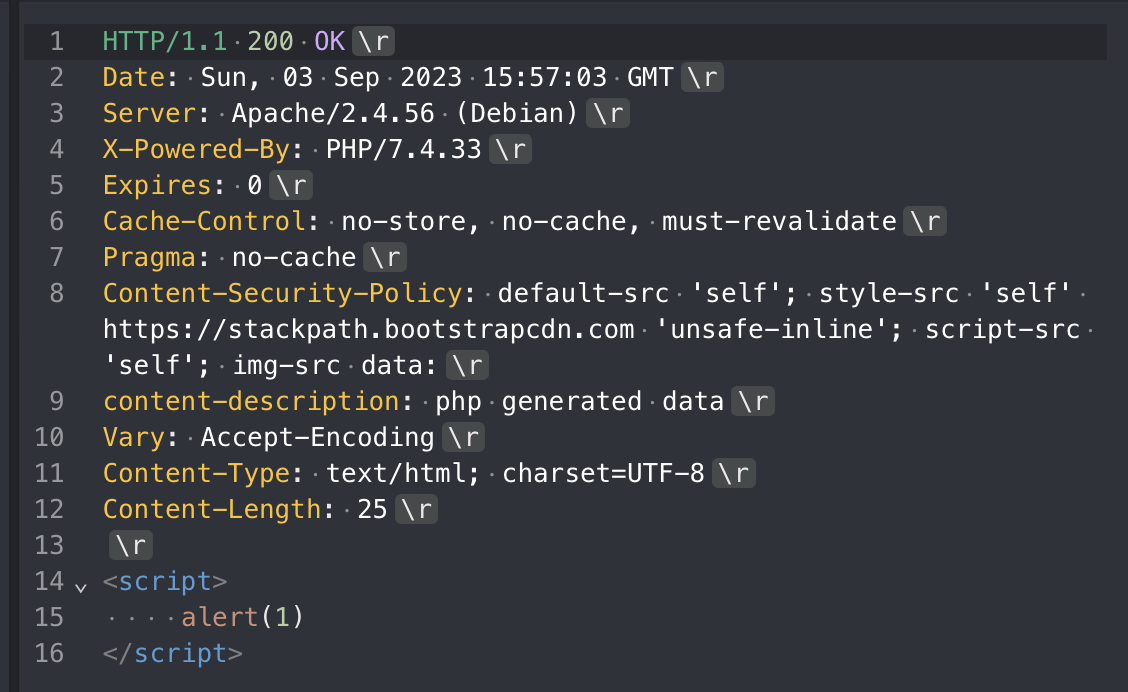 1 HTTP/1.1 200 OK \r
2 Date: Sun, 03 Sep 2023 15:57:03 GMT \r
3 Server: Apache/2.4.56 (Debian) \r
4 X-Powered-By: PHP/7.4.33 \r
5 Expires: 0 \r
6 Cache-Control: no-store, no-cache, must-revalidate \r
7 Pragma: no-cache \r
8 Content-Security-Policy: default-src 'self'; style-src 'self'
https://stackpath.bootstrapcdn.com 'unsafe-inline'; script-src
'self'; img-src data: \r
9 content-description: php generated data \r
10 Vary: Accept-Encoding \r
11 Content-Type: text/html; charset=UTF-8 \r
12 Content-Length: 25 \r
13 \r
14 <script>
15     alert(1)
16 </script>